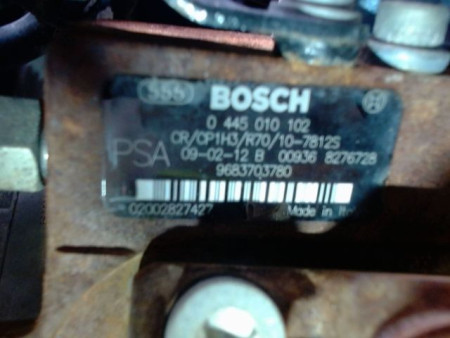 555 BOSCH
0 445 010 102
CR/CP1H3/R70/10-7812S
PSA 09-02-12 B 00936 8276728
9683703780
02002827427 Made in